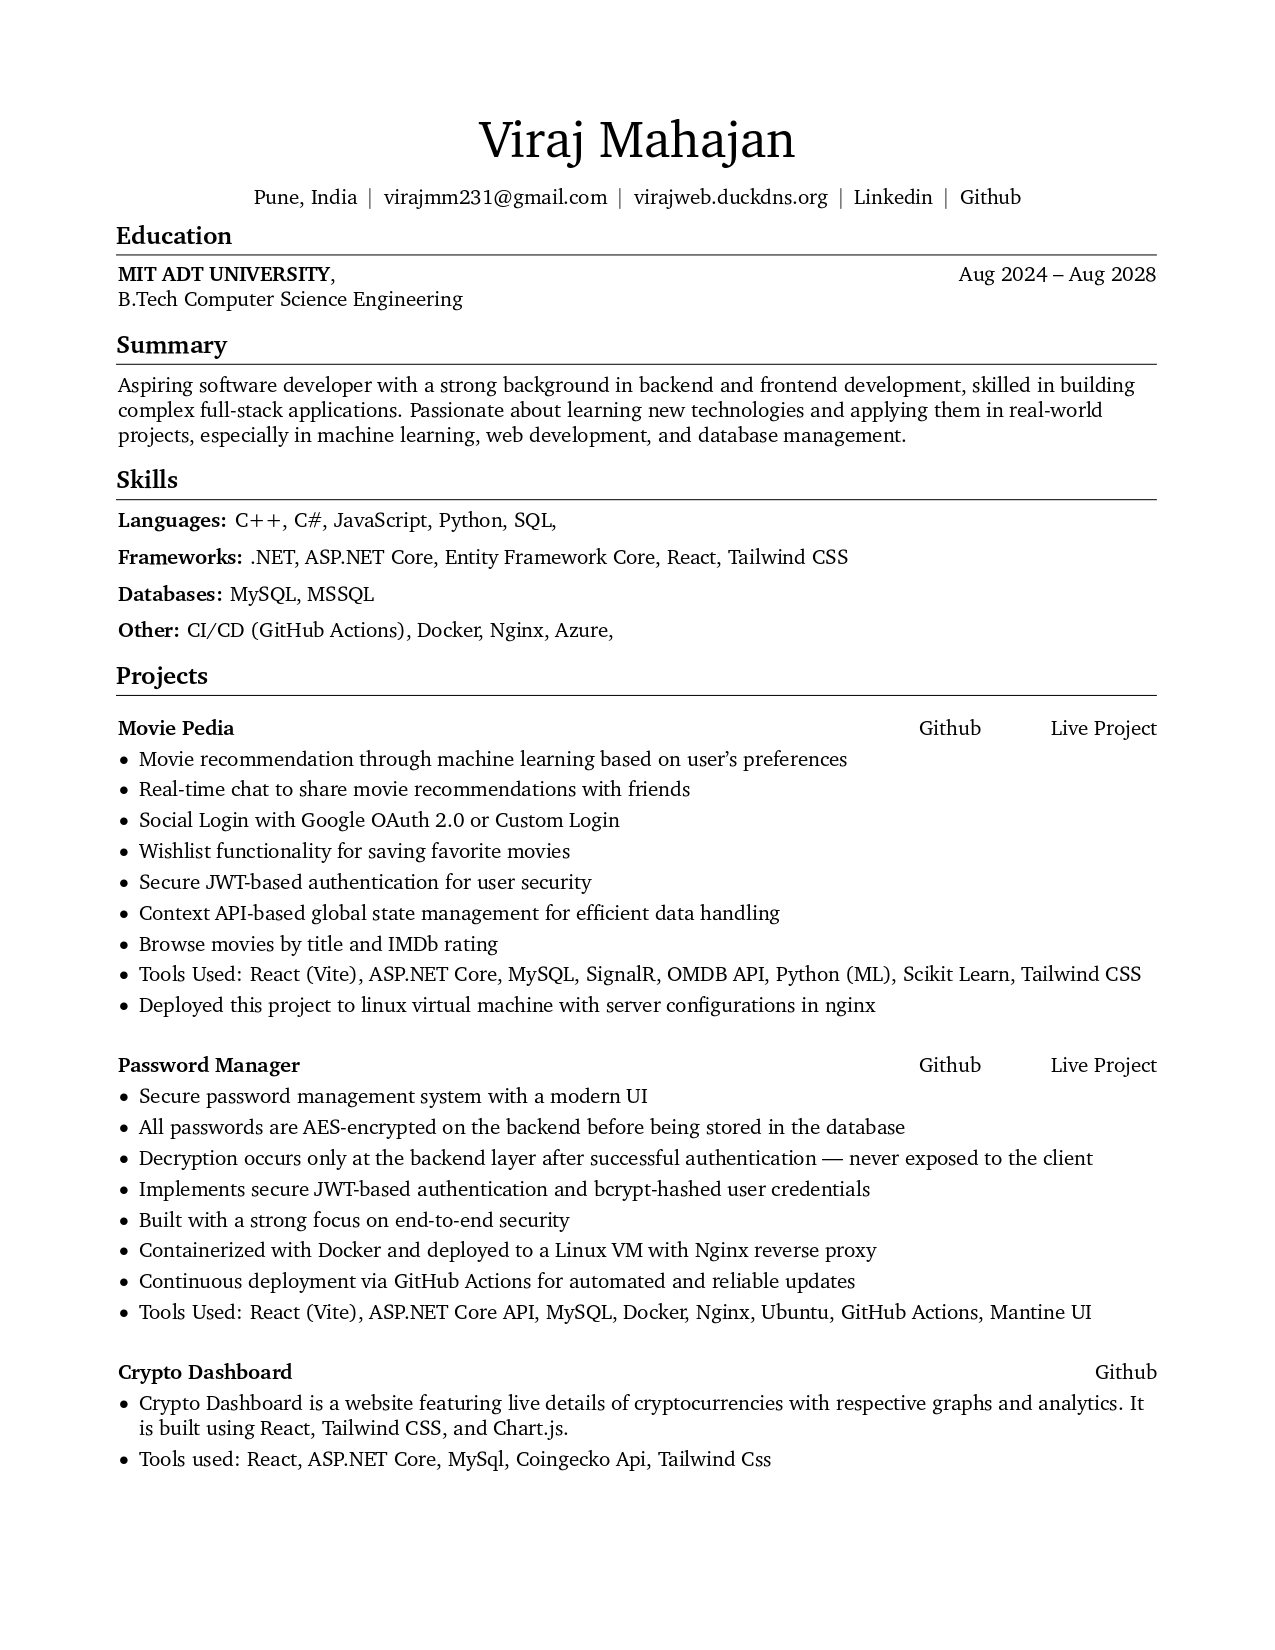 Viraj Mahajan
Pune, India | virajmm231@gmail.com | virajweb.duckdns.org | Linkedin | Github
Education
MIT ADT UNIVERSITY, Aug 2024 – Aug 2028
B.Tech Computer Science Engineering
Summary
Aspiring software developer with a strong background in backend and frontend development, skilled in building
complex full-stack applications. Passionate about learning new technologies and applying them in real-world
projects, especially in machine learning, web development, and database management.
Skills
Languages: C++, C#, JavaScript, Python, SQL,
Frameworks: .NET, ASP.NET Core, Entity Framework Core, React, Tailwind CSS
Databases: MySQL, MSSQL
Other: CI/CD (GitHub Actions), Docker, Nginx, Azure,
Projects
Movie Pedia Github Live Project
• Movie recommendation through machine learning based on user’s preferences
• Real-time chat to share movie recommendations with friends
• Social Login with Google OAuth 2.0 or Custom Login
• Wishlist functionality for saving favorite movies
• Secure JWT-based authentication for user security
• Context API-based global state management for efficient data handling
• Browse movies by title and IMDb rating
• Tools Used: React (Vite), ASP.NET Core, MySQL, SignalR, OMDB API, Python (ML), Scikit Learn, Tailwind CSS
• Deployed this project to linux virtual machine with server configurations in nginx
Password Manager Github Live Project
• Secure password management system with a modern UI
• All passwords are AES-encrypted on the backend before being stored in the database
• Decryption occurs only at the backend layer after successful authentication — never exposed to the client
• Implements secure JWT-based authentication and bcrypt-hashed user credentials
• Built with a strong focus on end-to-end security
• Containerized with Docker and deployed to a Linux VM with Nginx reverse proxy
• Continuous deployment via GitHub Actions for automated and reliable updates
• Tools Used: React (Vite), ASP.NET Core API, MySQL, Docker, Nginx, Ubuntu, GitHub Actions, Mantine UI
Crypto Dashboard Github
• Crypto Dashboard is a website featuring live details of cryptocurrencies with respective graphs and analytics. It
is built using React, Tailwind CSS, and Chart.js.
• Tools used: React, ASP.NET Core, MySql, Coingecko Api, Tailwind Css